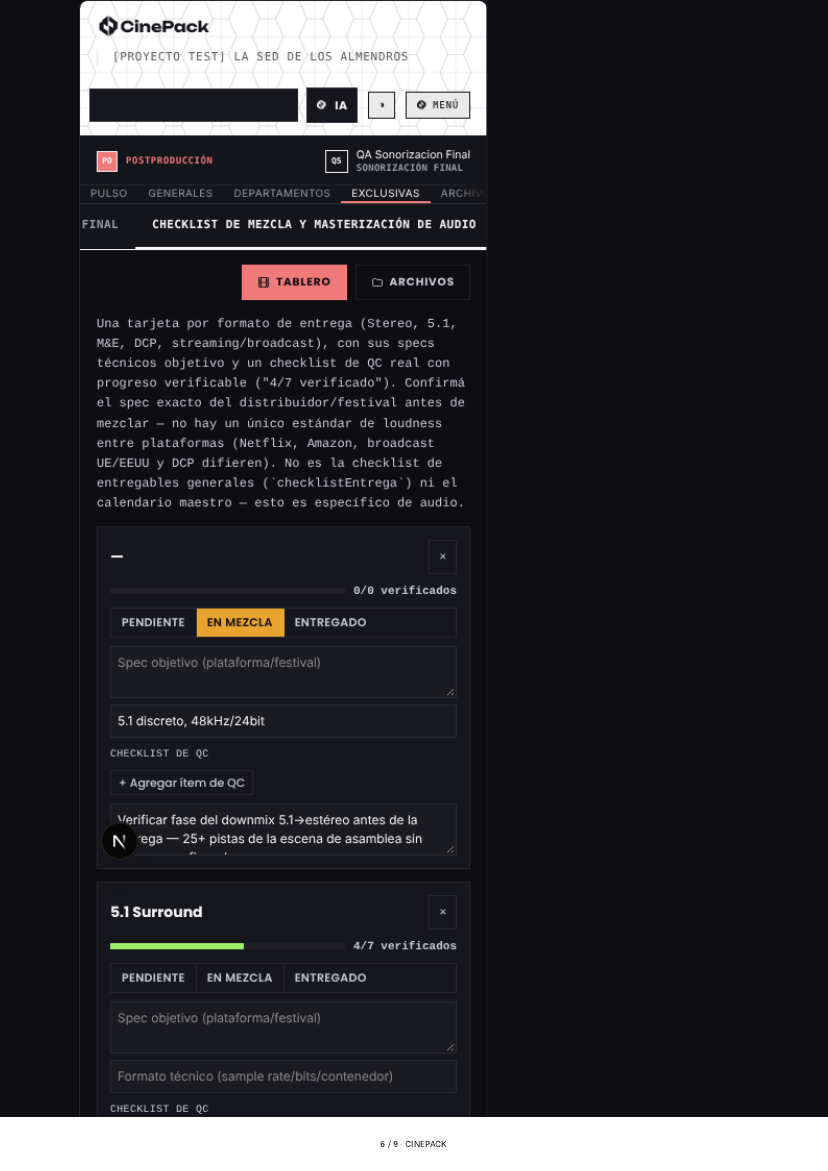 CinePack
[PROYECTO TEST] LA SED DE LOS ALMENDROS
IA
MENÚ
PO
POSTPRODUCCIÓN
QS
QA Sonorizacion Final
SONORIZACIÓN FINAL
PULSO GENERALES DEPARTAMENTOS EXCLUSIVAS ARCHIV
FINAL CHECKLIST DE MEZCLA Y MASTERIZACIÓN DE AUDIO
TABLERO ARCHIVOS
Una tarjeta por formato de entrega (Stereo, 5.1,
M&E, DCP, streaming/broadcast), con sus specs
técnicos objetivo y un checklist de QC real con
progreso verificable ("4/7 verificado"). Confirmá
el spec exacto del distribuidor/festival antes de
mezclar — no hay un único estándar de loudness
entre plataformas (Netflix, Amazon, broadcast
UE/EEUU y DCP difieren). No es la checklist de
entregables generales (`checklistEntrega`) ni el
calendario maestro — esto es específico de audio.
—
×
0/0 verificados
PENDIENTE EN MEZCLA ENTREGADO
Spec objetivo (plataforma/festival)
5.1 discreto, 48kHz/24bit
CHECKLIST DE QC
+ Agregar ítem de QC
Verificar fase del downmix 5.1→estéreo antes de la
rega — 25+ pistas de la escena de asamblea sin
N
5.1 Surround
×
4/7 verificados
PENDIENTE EN MEZCLA ENTREGADO
Spec objetivo (plataforma/festival)
Formato técnico (sample rate/bits/contenedor)
CHECKLIST DE QC
6 / 9 · CINEPACK